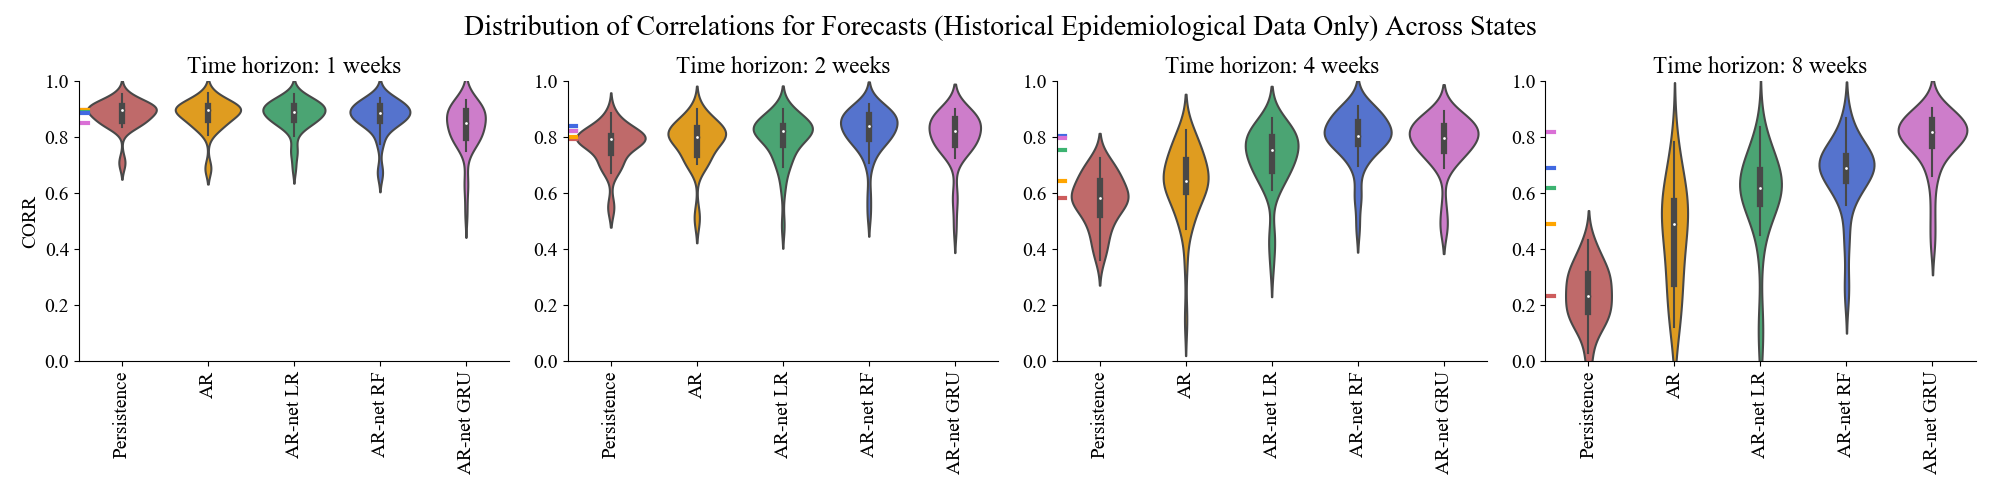 Distribution of Correlations for Forecasts (Historical Epidemiological Data Only) Across States
Time horizon: 1 weeks
CORR
1.0
0.8
0.6
0.4
0.2
0.0
Persistence
AR
AR-net LR
AR-net RF
AR-net GRU
Time horizon: 2 weeks
1.0
0.8
0.6
0.4
0.2
0.0
Persistence
AR
AR-net LR
AR-net RF
AR-net GRU
Time horizon: 4 weeks
1.0
0.8
0.6
0.4
0.2
0.0
Persistence
AR
AR-net LR
AR-net RF
AR-net GRU
Time horizon: 8 weeks
1.0
0.8
0.6
0.4
0.2
0.0
Persistence
AR
AR-net LR
AR-net RF
AR-net GRU